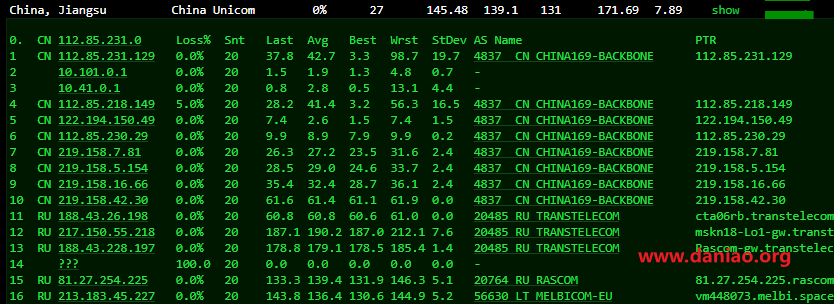 China, Jiangsu China Unicom 0% 27 145.48 139.1 131 171.69 7.89 show
0. CN 112.85.231.0 Loss% Snt Last Avg Best Wrst StDev AS Name PTR
1 CN 112.85.231.129 0.0% 20 37.8 42.7 3.3 98.7 19.7 4837 CN CHINA169-BACKBONE 112.85.231.129
2 10.101.0.1 0.0% 20 1.5 1.9 1.3 4.8 0.7 -
3 10.41.0.1 0.0% 20 0.8 2.8 0.5 13.1 4.4 -
4 CN 112.85.218.149 5.0% 20 28.2 41.4 3.2 56.3 16.5 4837 CN CHINA169-BACKBONE 112.85.218.149
5 CN 122.194.150.49 0.0% 20 7.4 2.6 1.5 7.4 1.5 4837 CN CHINA169-BACKBONE 122.194.150.49
6 CN 112.85.230.29 0.0% 20 9.9 8.9 7.9 9.9 0.2 4837 CN CHINA169-BACKBONE 112.85.230.29
7 CN 219.158.7.81 0.0% 20 26.3 27.2 23.5 31.6 2.4 4837 CN CHINA169-BACKBONE 219.158.7.81
8 CN 219.158.5.154 0.0% 20 28.5 29.0 24.6 33.7 2.4 4837 CN CHINA169-BACKBONE 219.158.5.154
9 CN 219.158.16.66 0.0% 20 35.4 32.4 28.7 36.1 2.4 4837 CN CHINA169-BACKBONE 219.158.16.66
10 CN 219.158.42.30 0.0% 20 61.6 61.4 61.1 61.9 0.0 4837 CN CHINA169-BACKBONE 219.158.42.30
11 RU 188.43.26.198 0.0% 20 60.8 60.8 60.6 61.0 0.0 20485 RU TRANSTELECOM cta06rb.transtelecom
12 RU 217.150.55.218 0.0% 20 187.1 190.2 187.0 212.1 7.6 20485 RU TRANSTELECOM mskn18-Lo1-gw.transtelec
13 RU 188.43.228.197 0.0% 20 178.8 179.1 178.5 185.4 1.4 20485 RU TRANSTELECOM Rascom-gw.transtelec
14 ??? 100.0 20 0.0 0.0 0.0 0.0 0.0 -
www.daniao.org
15 RU 81.27.254.225 0.0% 20 133.3 139.4 131.9 146.3 5.1 20764 RU RASCOM 81.27.254.225.rascom
16 RU 213.183.45.227 0.0% 20 143.8 136.4 130.6 144.9 5.2 56630 LT MELBICOM-EU vm448073.melbi.space